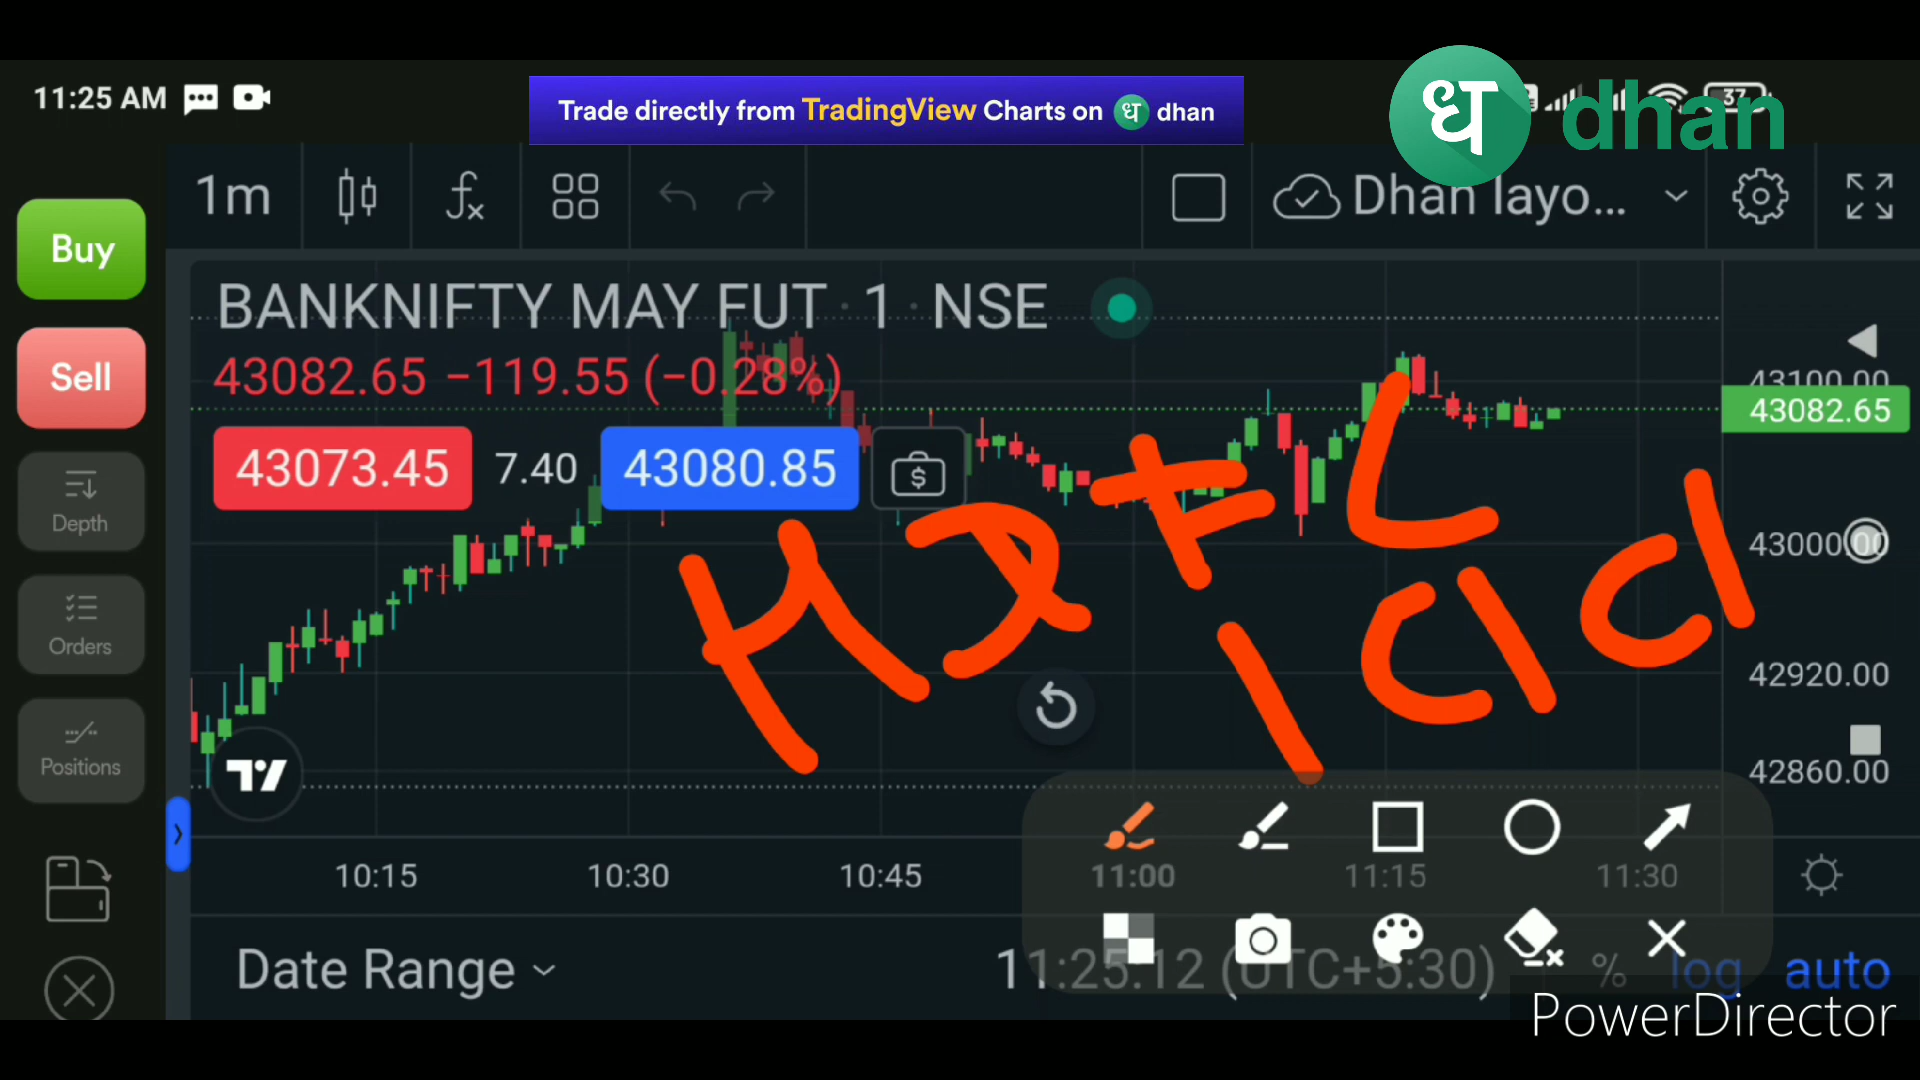 11:25 AM
Trade directly from TradingView Charts on ध dhan
37
ध dhan
1m
Dhan layo...
Buy
Sell
Depth
Orders
Positions
BANKNIFTY MAY FUT · 1 · NSE
43082.65 −119.55 (−0.28%)
43073.45 7.40 43080.85
43100.00
43082.65
43000.00
42920.00
42860.00
10:15 10:30 10:45 11:00 11:15 11:30
Date Range
11:25:12 (UTC+5:30) % log auto
PowerDirector